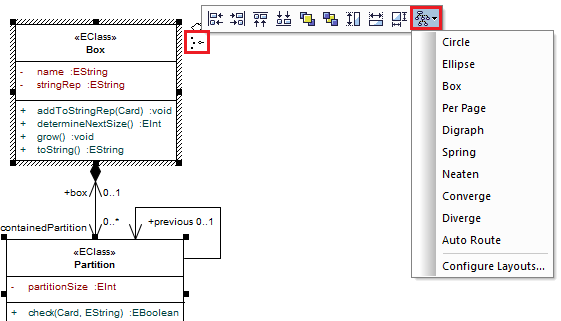 «EClass»
Box
- name :EString
- stringRep :EString
+ addToStringRep(Card) :void
+ determineNextSize() :EInt
+ grow() :void
+ toString() :EString
+box 0..1
containedPartition 0..*
+previous 0..1
«EClass»
Partition
- partitionSize :EInt
+ check(Card, EString) :EBoolean
Circle
Ellipse
Box
Per Page
Digraph
Spring
Neaten
Converge
Diverge
Auto Route
Configure Layouts...